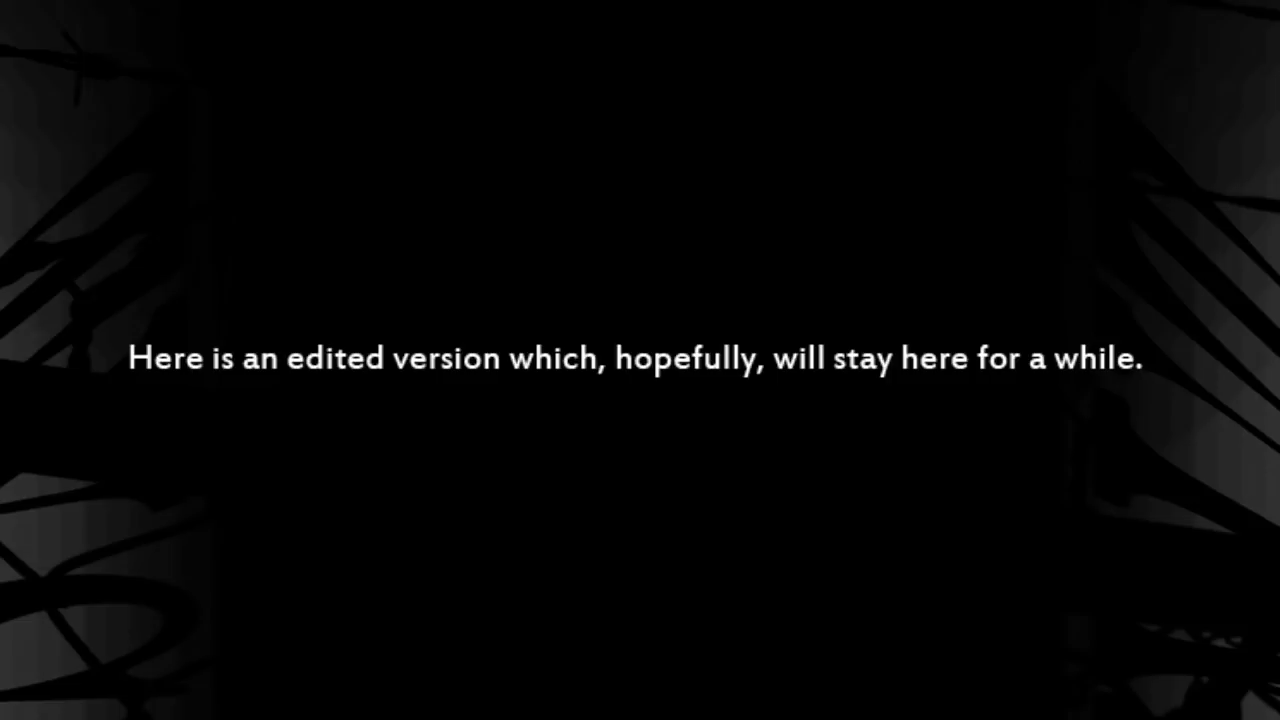 Here is an edited version which, hopefully, will stay here for a while.